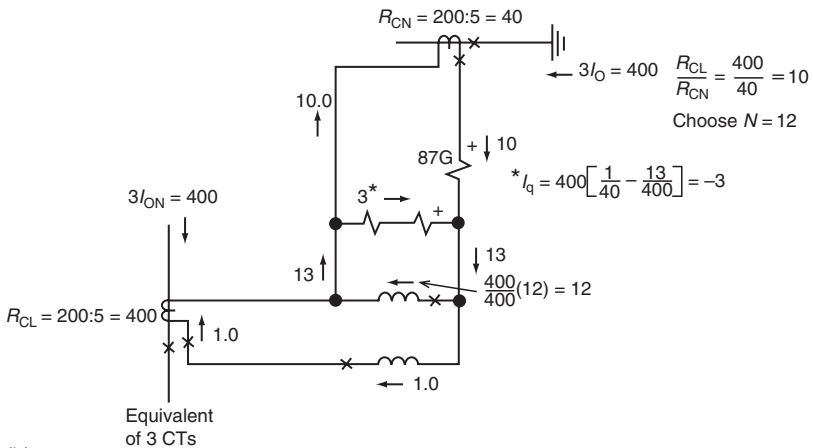 R_CN = 200:5 = 40
3I_O = 400
R_CL / R_CN = 400 / 40 = 10
Choose N = 12
10.0
87G
+
10
*I_q = 400[1/40 − 13/400] = −3
3*
+
3I_ON = 400
13
13
400/400 (12) = 12
R_CL = 200:5 = 400
1.0
1.0
Equivalent
of 3 CTs